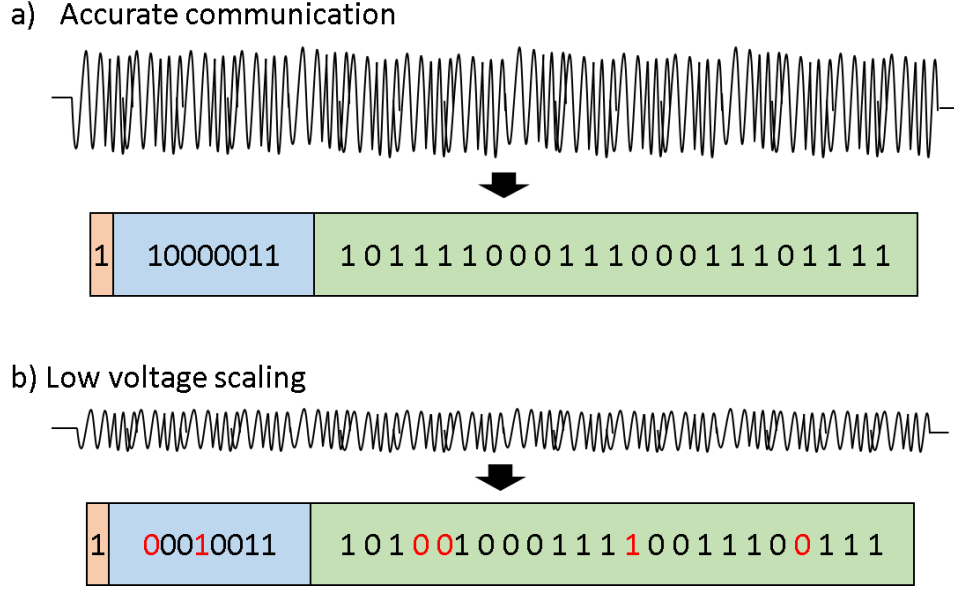 a) Accurate communication
1 10000011 1 0 1 1 1 1 0 0 0 1 1 1 0 0 0 1 1 1 0 1 1 1 1
b) Low voltage scaling
1 00010011 1 0 1 0 0 1 0 0 0 1 1 1 1 0 0 1 1 1 0 0 1 1 1